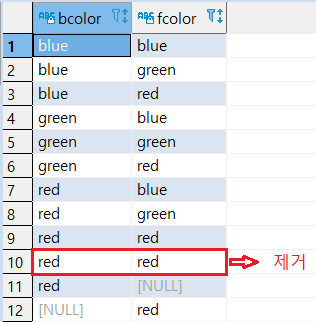 ABC bcolor ABC fcolor
1 blue blue
2 blue green
3 blue red
4 green blue
5 green green
6 green red
7 red blue
8 red green
9 red red
10 red red 제거
11 red [NULL]
12 [NULL] red